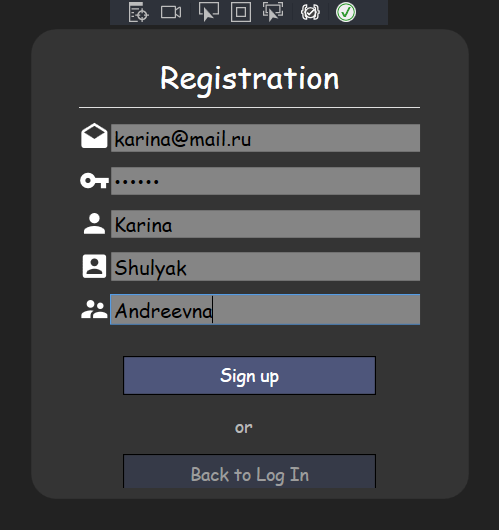 Registration
karina@mail.ru
••••••
Karina
Shulyak
Andreevna
Sign up
or
Back to Log In